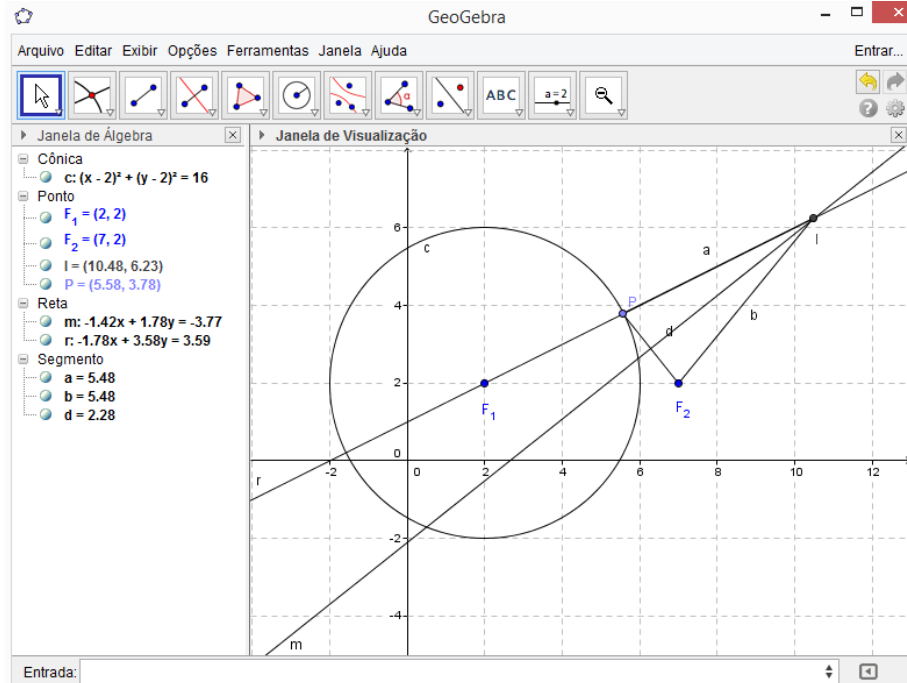 GeoGebra
Arquivo Editar Exibir Opções Ferramentas Janela Ajuda
Entrar...
ABC
a=2
Janela de Álgebra
Janela de Visualização
Cônica
c: (x - 2)² + (y - 2)² = 16
Ponto
F₁ = (2, 2)
F₂ = (7, 2)
I = (10.48, 6.23)
P = (5.58, 3.78)
Reta
m: -1.42x + 1.78y = -3.77
r: -1.78x + 3.58y = 3.59
Segmento
a = 5.48
b = 5.48
d = 2.28
6
c
a
I
4
P
d
b
2
F₁
F₂
0
-2 0 2 4 6 8 10 12
r
-2
-4
m
Entrada: